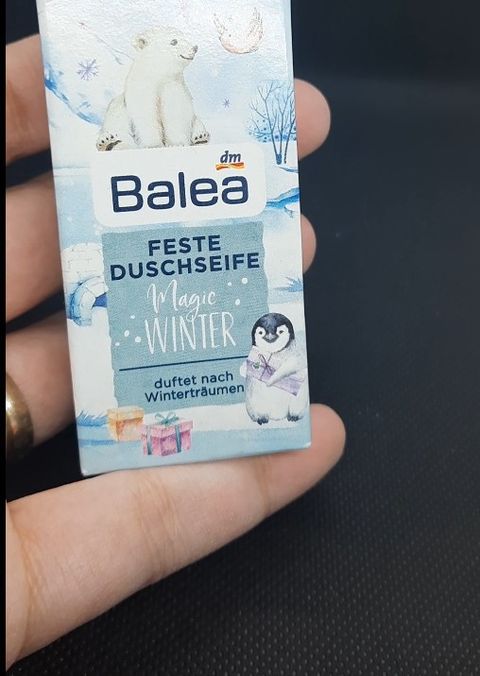 dm
Balea
FESTE
DUSCHSEIFE
Magic
WINTER
duftet nach
Winterträumen